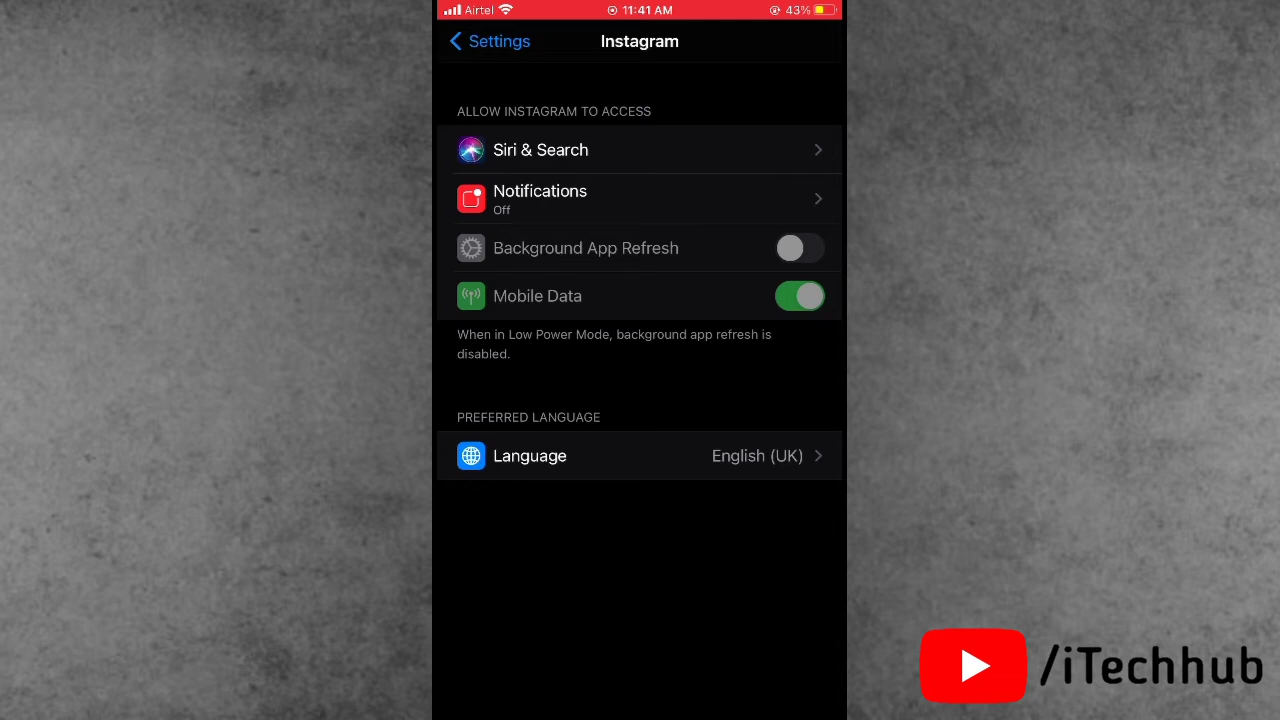 Airtel 11:41 AM 43%
Settings Instagram
ALLOW INSTAGRAM TO ACCESS
Siri & Search
Notifications
Off
Background App Refresh
Mobile Data
When in Low Power Mode, background app refresh is
disabled.
PREFERRED LANGUAGE
Language English (UK)
/iTechhub